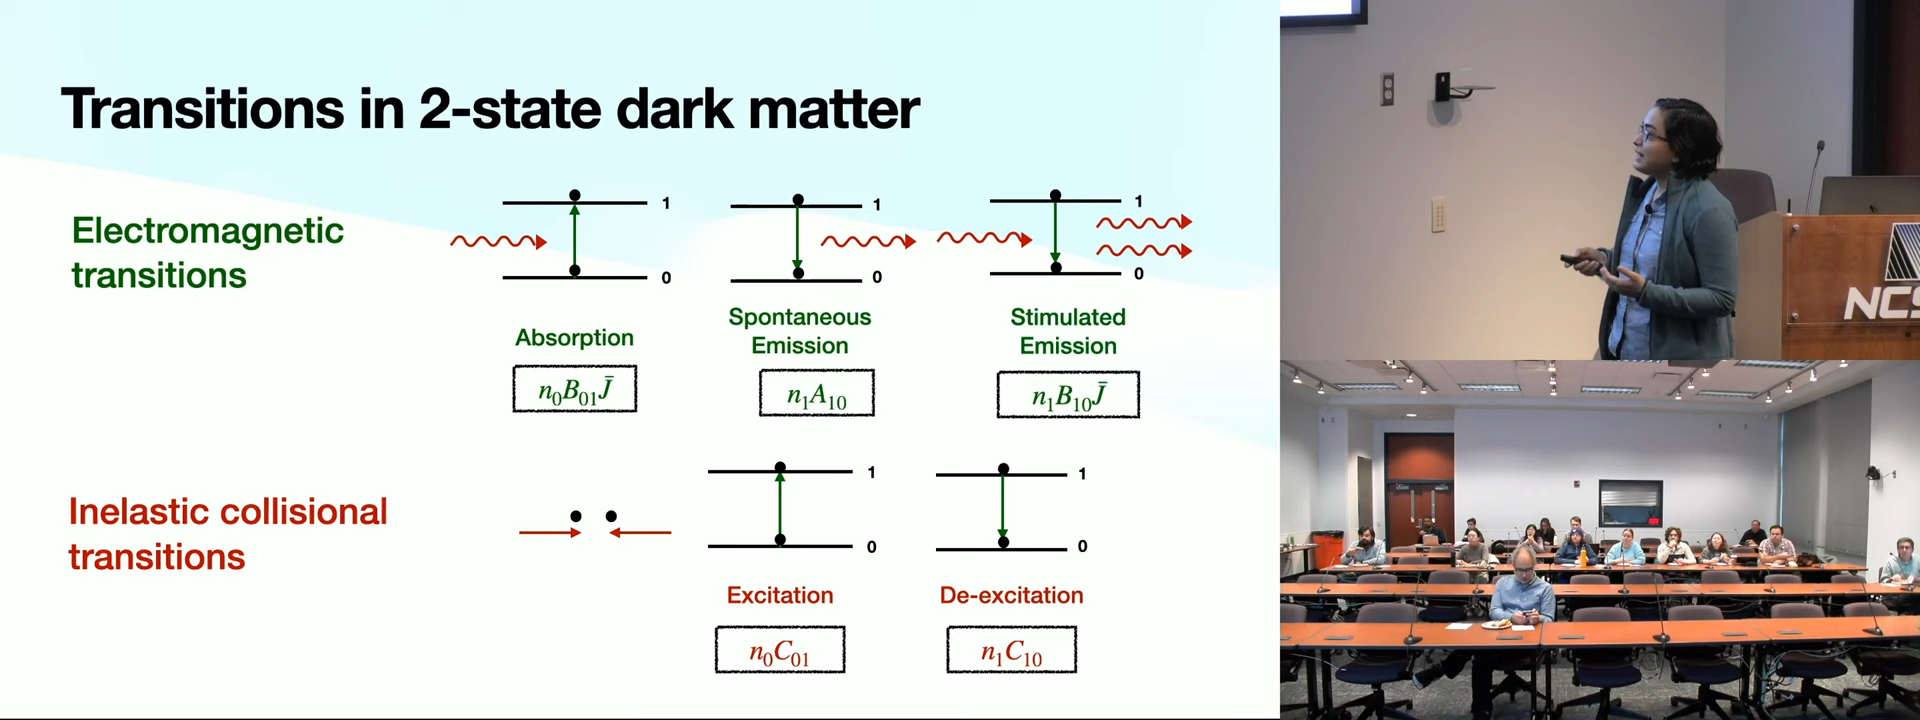 Transitions in 2-state dark matter
Electromagnetic
transitions
1
0
Absorption
n₀B₀₁J̄
1
0
Spontaneous
Emission
n₁A₁₀
1
0
Stimulated
Emission
n₁B₁₀J̄
Inelastic collisional
transitions
1
0
Excitation
n₀C₀₁
1
0
De-excitation
n₁C₁₀